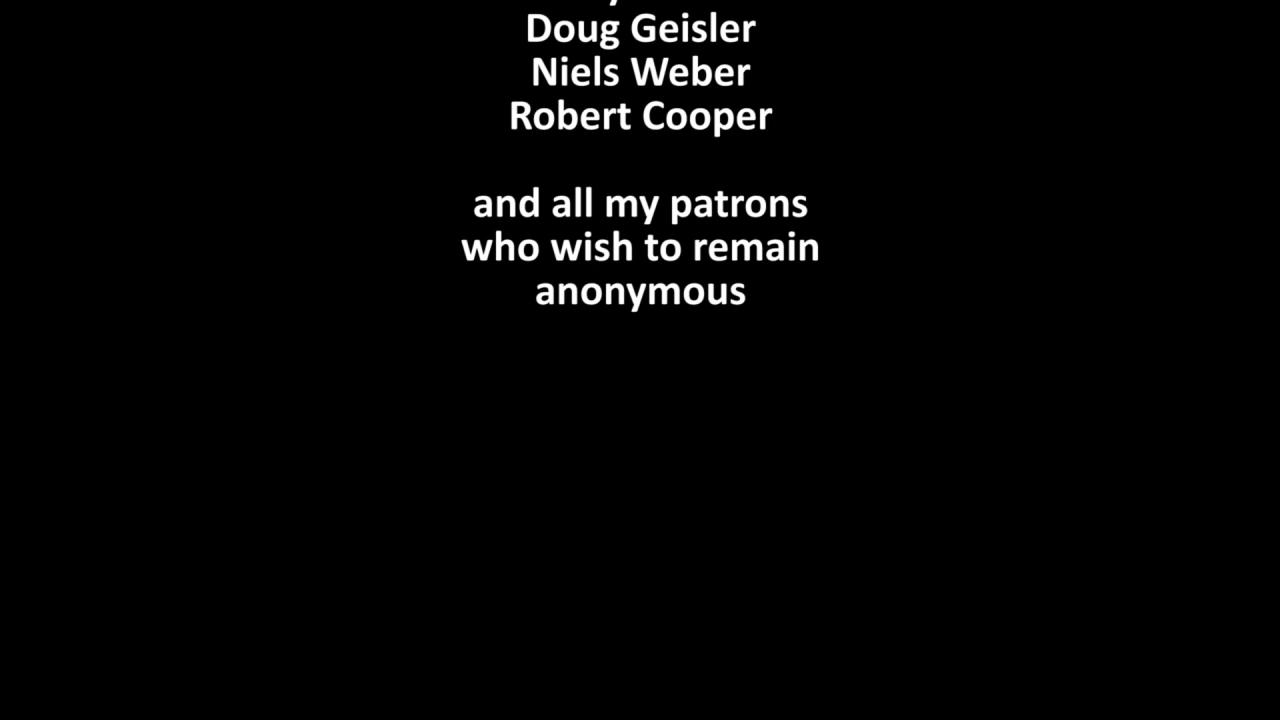 Doug Geisler
Niels Weber
Robert Cooper
and all my patrons
who wish to remain
anonymous